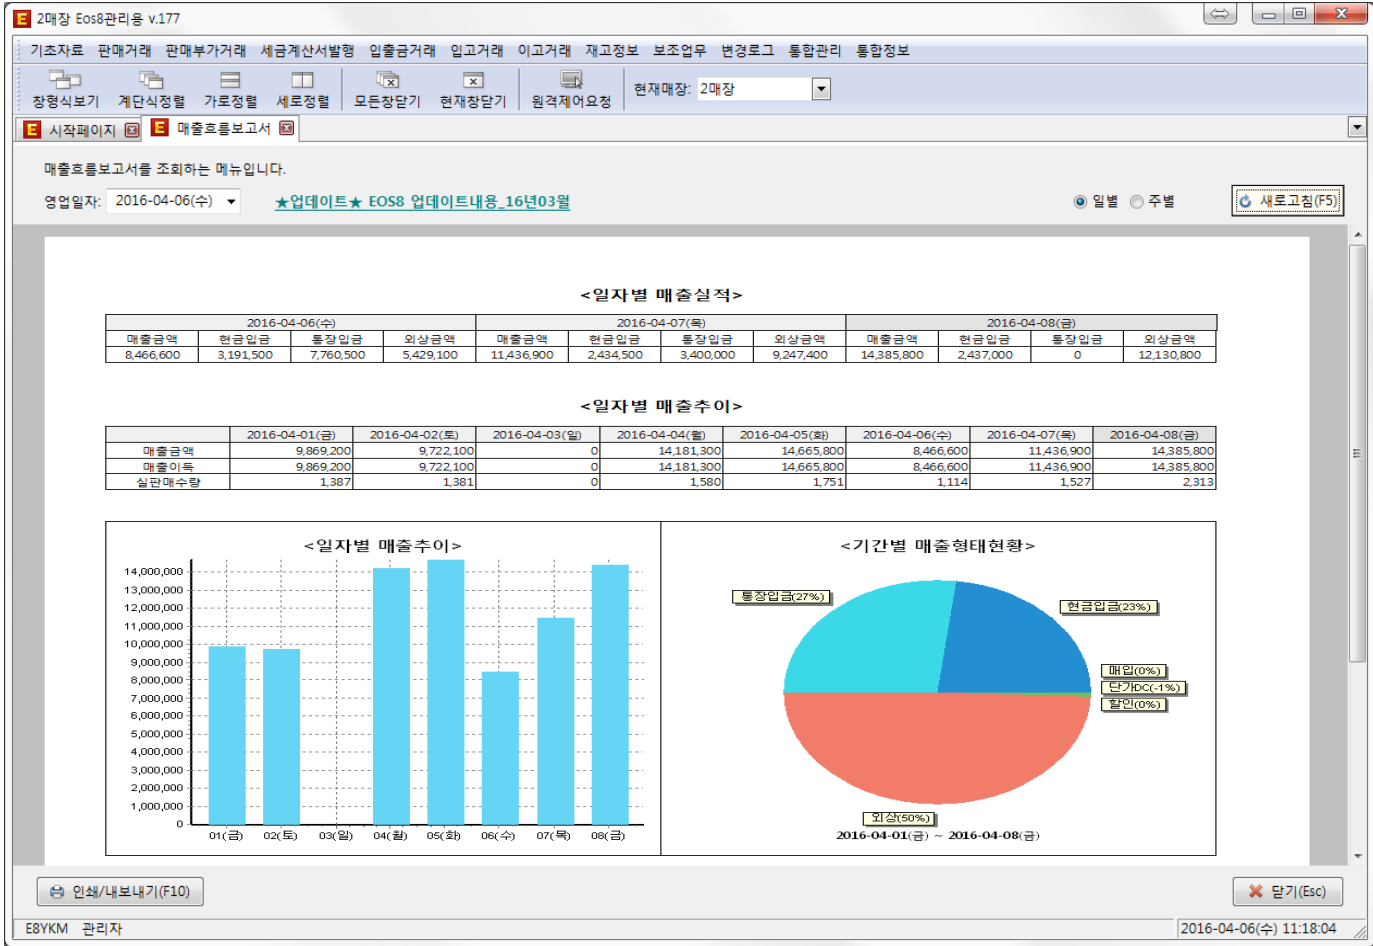 2매장 Eos8관리용 v.177
기초자료 판매거래 판매부가거래 세금계산서발행 입출금거래 입고거래 이고거래 재고정보 보조업무 변경로그 통합관리 통합정보
창형식보기 계단식정렬 가로정렬 세로정렬 모든창닫기 현재창닫기 원격제어요청 현재매장: 2매장
시작페이지 매출흐름보고서
매출흐름보고서를 조회하는 메뉴입니다.
영업일자: 2016-04-06(수) ★업데이트★ EOS8 업데이트내용_16년03월 일별 주별 새로고침(F5)
<일자별 매출실적>
2016-04-06(수) 2016-04-07(목) 2016-04-08(금)
매출금액 현금입금 통장입금 외상금액 매출금액 현금입금 통장입금 외상금액 매출금액 현금입금 통장입금 외상금액
8,466,600 3,191,500 7,760,500 5,429,100 11,436,900 2,434,500 3,400,000 9,247,400 14,385,800 2,437,000 0 12,130,800
<일자별 매출추이>
2016-04-01(금) 2016-04-02(토) 2016-04-03(일) 2016-04-04(월) 2016-04-05(화) 2016-04-06(수) 2016-04-07(목) 2016-04-08(금)
매출금액 9,869,200 9,722,100 0 14,181,300 14,665,800 8,466,600 11,436,900 14,385,800
매출이득 9,869,200 9,722,100 0 14,181,300 14,665,800 8,466,600 11,436,900 14,385,800
실판매수량 1,387 1,381 0 1,580 1,751 1,114 1,527 2,313
<일자별 매출추이>
14,000,000
13,000,000
12,000,000
11,000,000
10,000,000
9,000,000
8,000,000
7,000,000
6,000,000
5,000,000
4,000,000
3,000,000
2,000,000
1,000,000
0
01(금) 02(토) 03(일) 04(월) 05(화) 06(수) 07(목) 08(금)
<기간별 매출형태현황>
통장입금(27%)
현금입금(23%)
매입(0%)
단가DC(-1%)
할인(0%)
외상(50%)
2016-04-01(금) ~ 2016-04-08(금)
인쇄/내보내기(F10) 닫기(Esc)
E8YKM 관리자 2016-04-06(수) 11:18:04